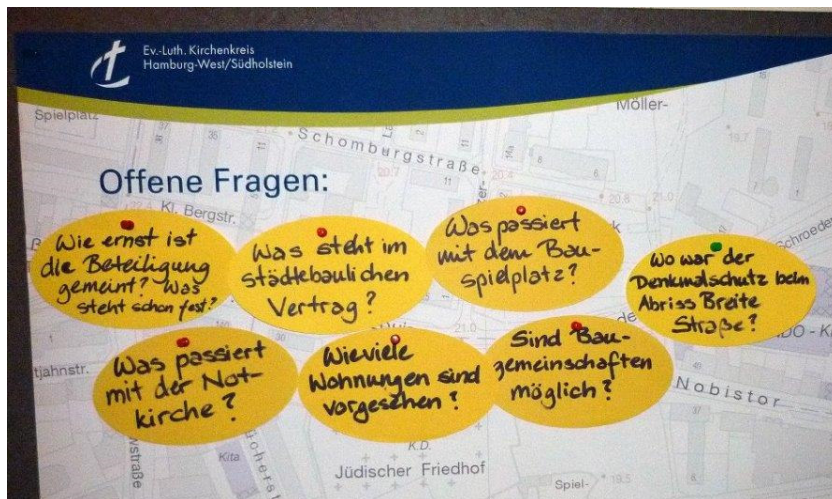 Ev.-Luth. Kirchenkreis
Hamburg-West/Südholstein
Spielplatz
Möller-
Schomburgstraße
Offene Fragen:
Kl. Bergstr.
Wie ernst ist
die Beteiligung
gemeint? Was
steht schon fest?
Was steht im
städtebaulichen
Vertrag?
Was passiert
mit dem Bau-
spielplatz?
Schroede
Wo war der
Denkmalschutz beim
Abriss Breite
Straße?
tjahnstr.
Was passiert
mit der Not-
kirche?
Wieviele
Wohnungen sind
vorgesehen?
Sind Bau-
gemeinschaften
möglich?
Nobistor
Kita
K.D.
Jüdischer Friedhof
Spiel-